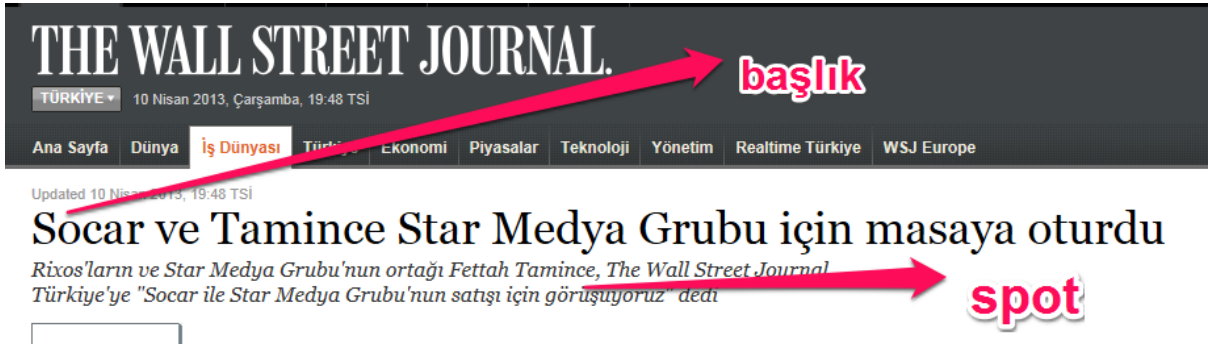 THE WALL STREET JOURNAL.
başlık
TÜRKİYE 10 Nisan 2013, Çarşamba, 19:48 TSİ
Ana Sayfa Dünya İş Dünyası Türkiye Ekonomi Piyasalar Teknoloji Yönetim Realtime Türkiye WSJ Europe
Updated 10 Nisan 2013, 19:48 TSİ
Socar ve Tamince Star Medya Grubu için masaya oturdu
Rixos'ların ve Star Medya Grubu'nun ortağı Fettah Tamince, The Wall Street Journal
Türkiye'ye "Socar ile Star Medya Grubu'nun satışı için görüşüyoruz" dedi
spot